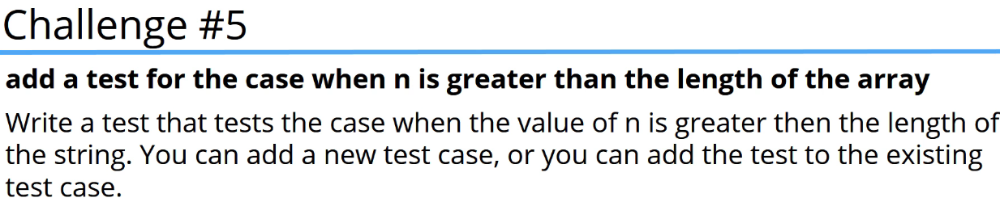 Challenge #5
add a test for the case when n is greater than the length of the array
Write a test that tests the case when the value of n is greater then the length of
the string. You can add a new test case, or you can add the test to the existing
test case.